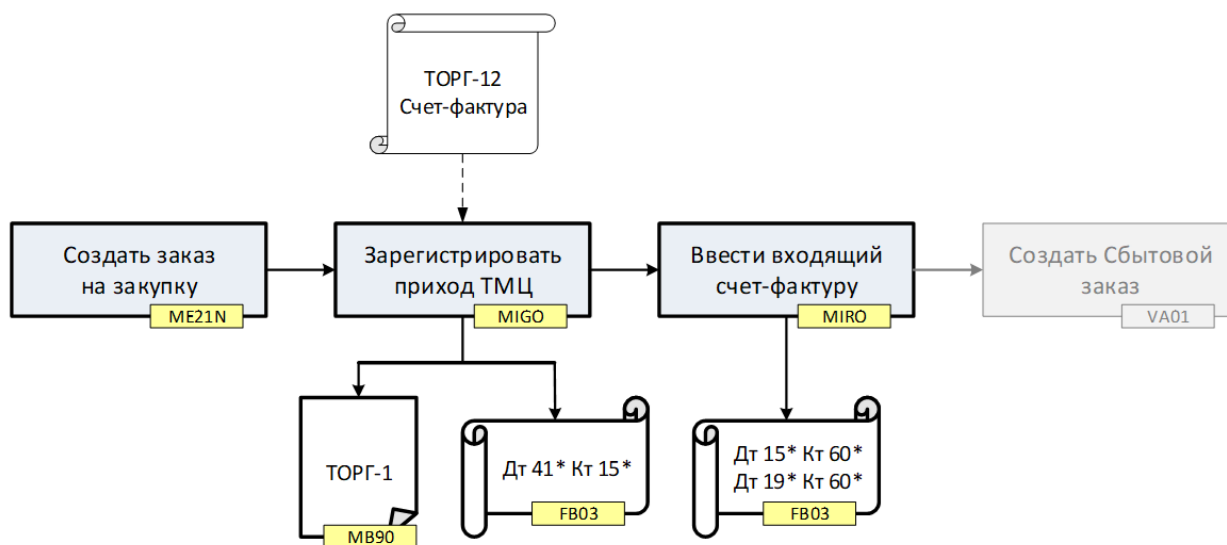 ТОРГ-12
Счет-фактура
Создать заказ
на закупку
ME21N
Зарегистрировать
приход ТМЦ
MIGO
Ввести входящий
счет-фактуру
MIRO
Создать Сбытовой
заказ
VA01
ТОРГ-1
MB90
Дт 41* Кт 15*
FB03
Дт 15* Кт 60*
Дт 19* Кт 60*
FB03